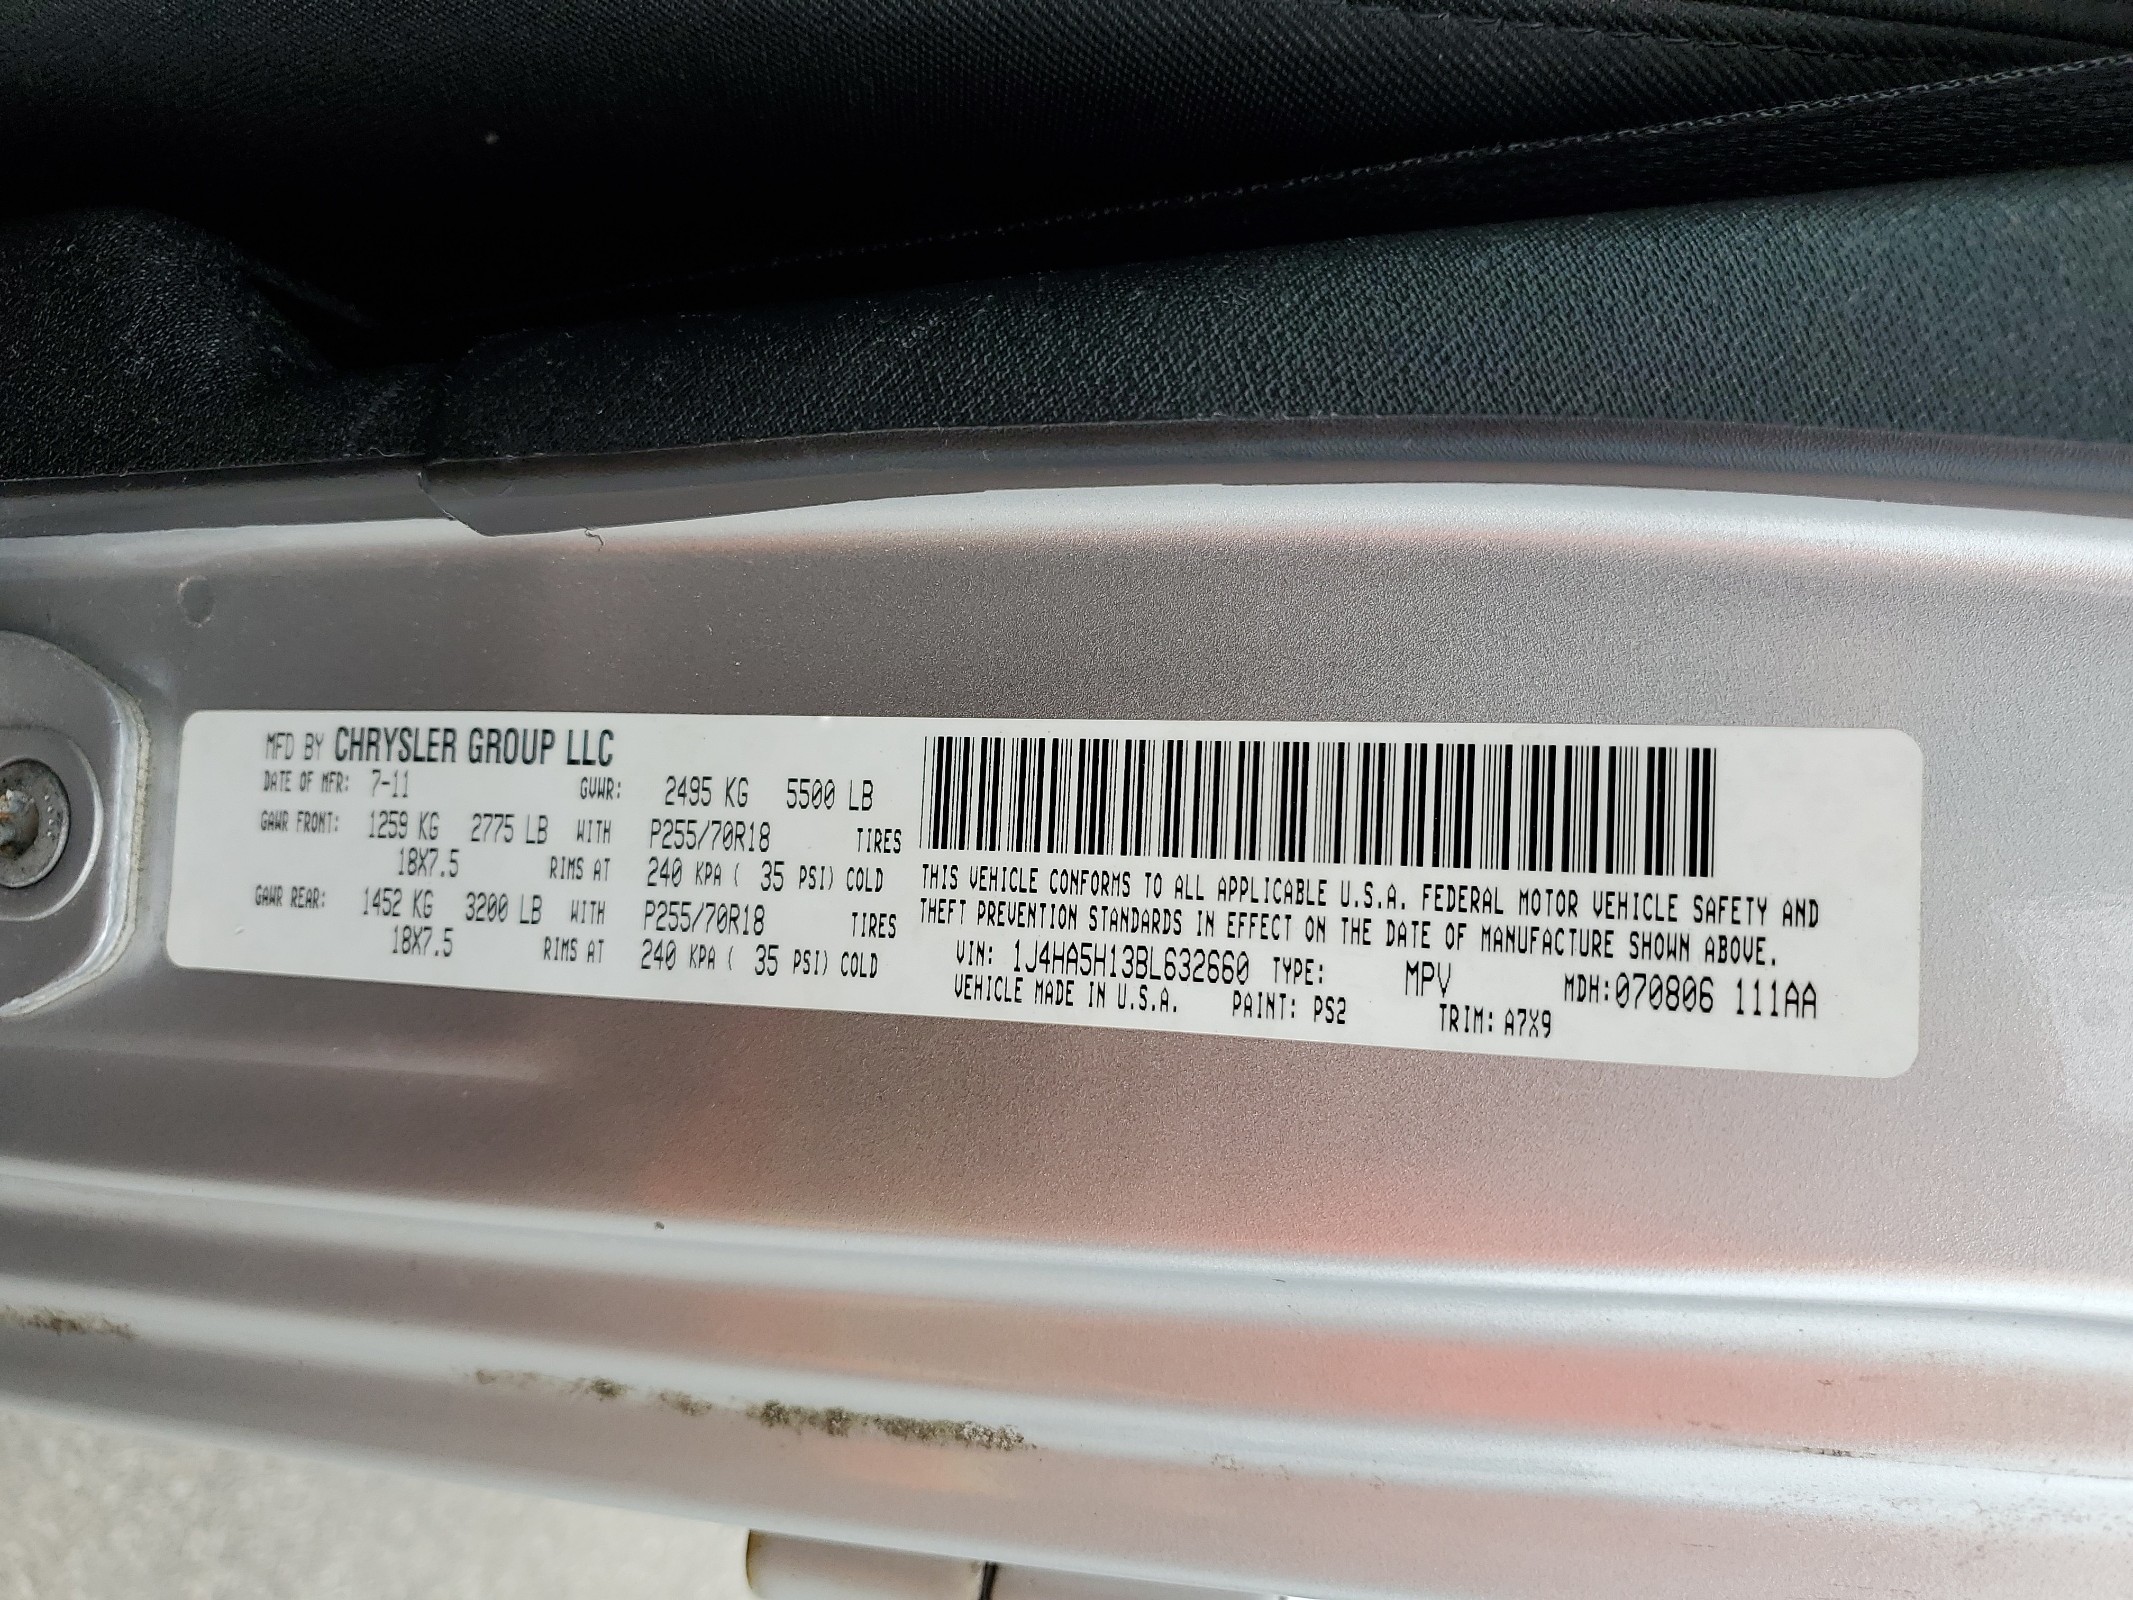 MFD BY CHRYSLER GROUP LLC
DATE OF MFR: 7-11 GVWR: 2495 KG 5500 LB
GAWR FRONT: 1259 KG 2775 LB WITH P255/70R18 TIRES
18X7.5 RIMS AT 240 KPA ( 35 PSI) COLD
GAWR REAR: 1452 KG 3200 LB WITH P255/70R18 TIRES
18X7.5 RIMS AT 240 KPA ( 35 PSI) COLD
THIS VEHICLE CONFORMS TO ALL APPLICABLE U.S.A. FEDERAL MOTOR VEHICLE SAFETY AND
THEFT PREVENTION STANDARDS IN EFFECT ON THE DATE OF MANUFACTURE SHOWN ABOVE.
VIN: 1J4HA5H13BL632660 TYPE: MPV MDH:070806 111AA
VEHICLE MADE IN U.S.A. PAINT: PS2 TRIM: A7X9